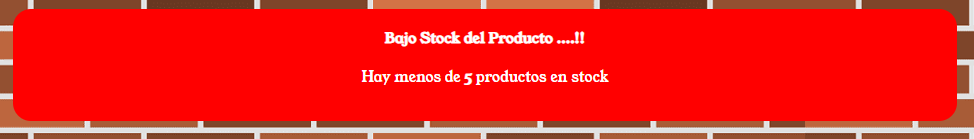 Bajo Stock del Producto ....!!
Hay menos de 5 productos en stock